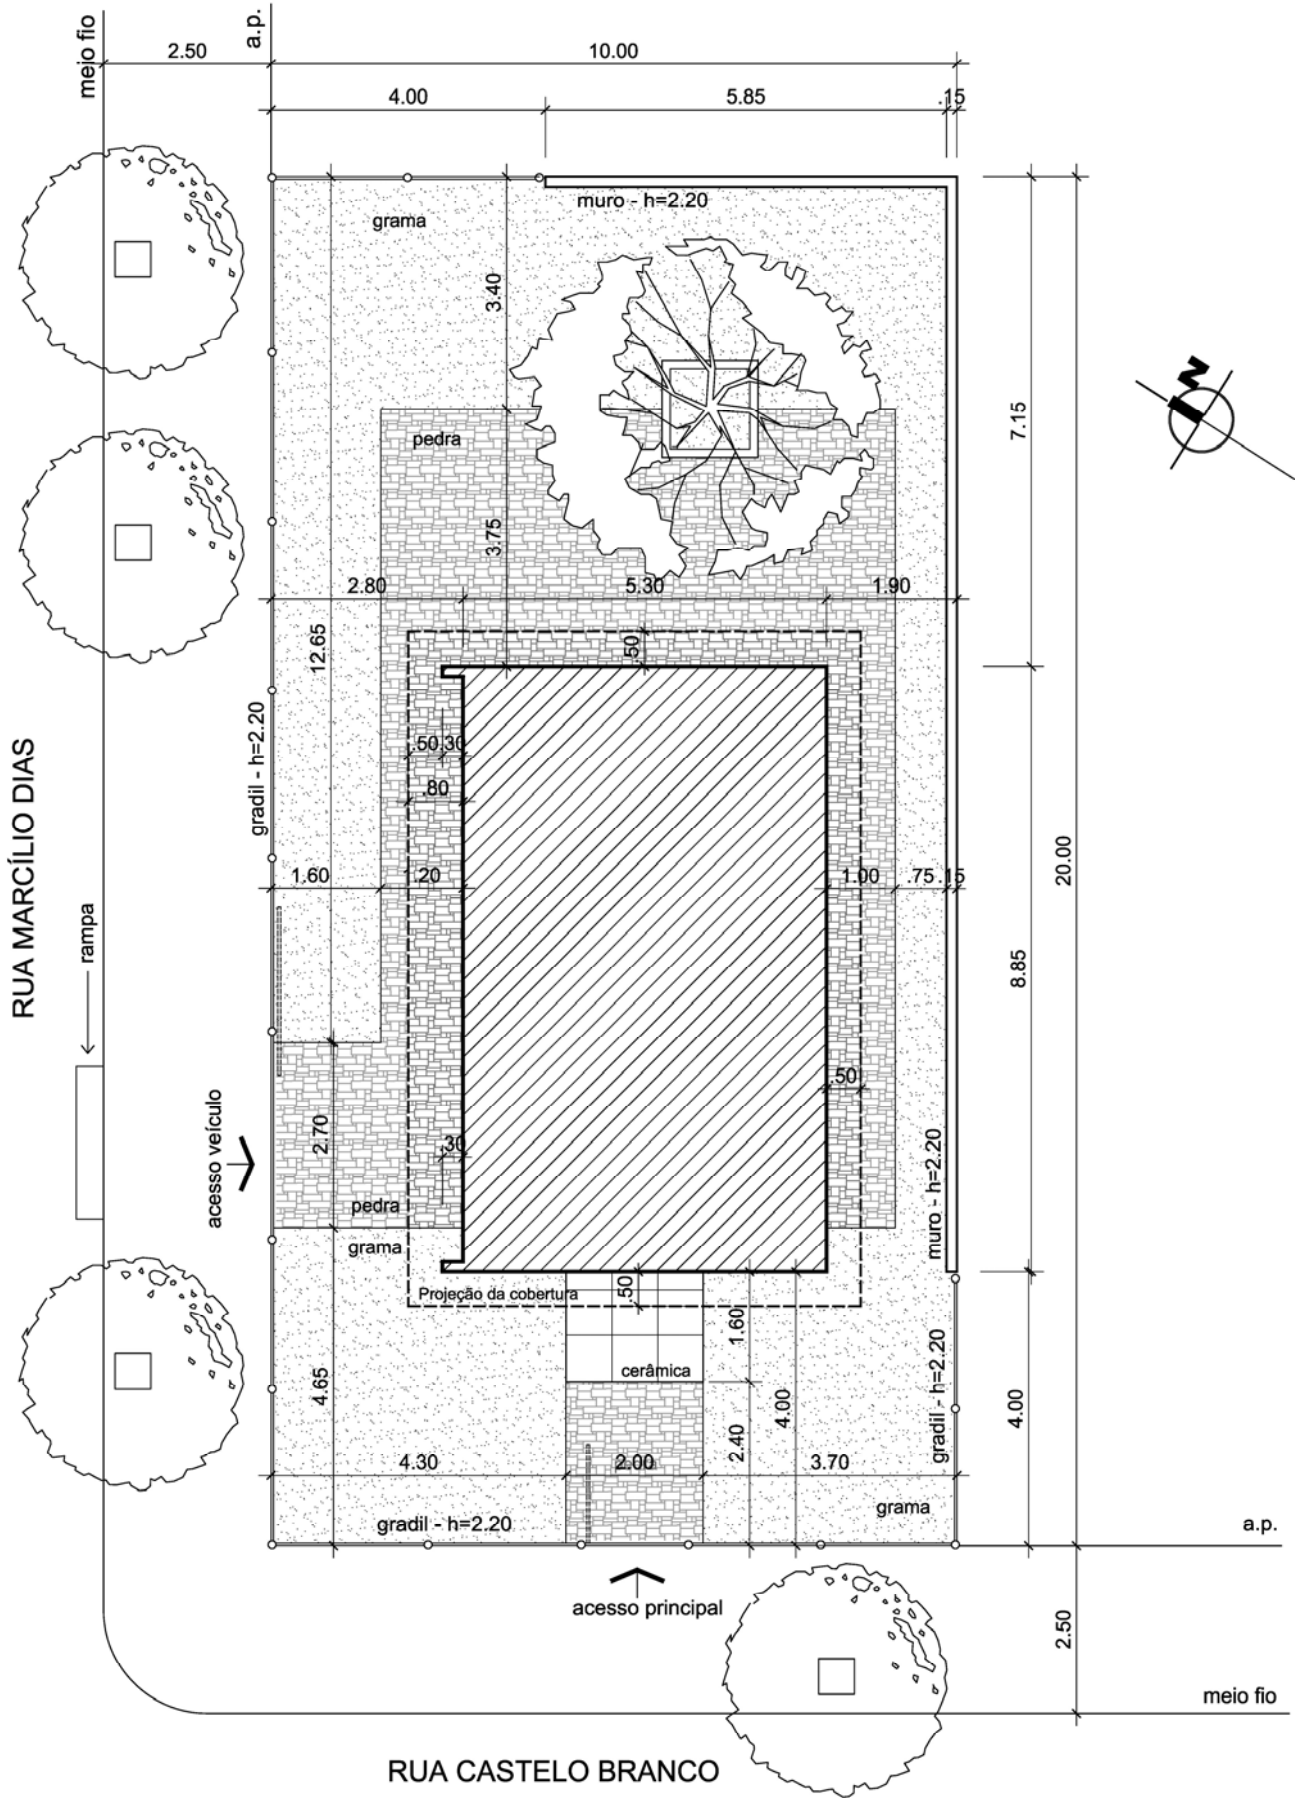 meio fio
2.50
a.p.
10.00
4.00
5.85
.15
muro - h=2.20
grama
3.40
N
7.15
pedra
3.75
2.80
5.30
1.90
12.65
.50
gradil - h=2.20
.50
.30
.80
RUA MARCÍLIO DIAS
rampa
1.60
1.20
1.00
.75
.15
20.00
8.85
.50
acesso veículo
2.70
.30
muro - h=2.20
pedra
grama
Projeção da cobertura
.50
1.60
cerâmica
4.65
4.00
gradil - h=2.20
4.00
2.40
4.30
2.00
3.70
grama
gradil - h=2.20
a.p.
acesso principal
2.50
meio fio
RUA CASTELO BRANCO